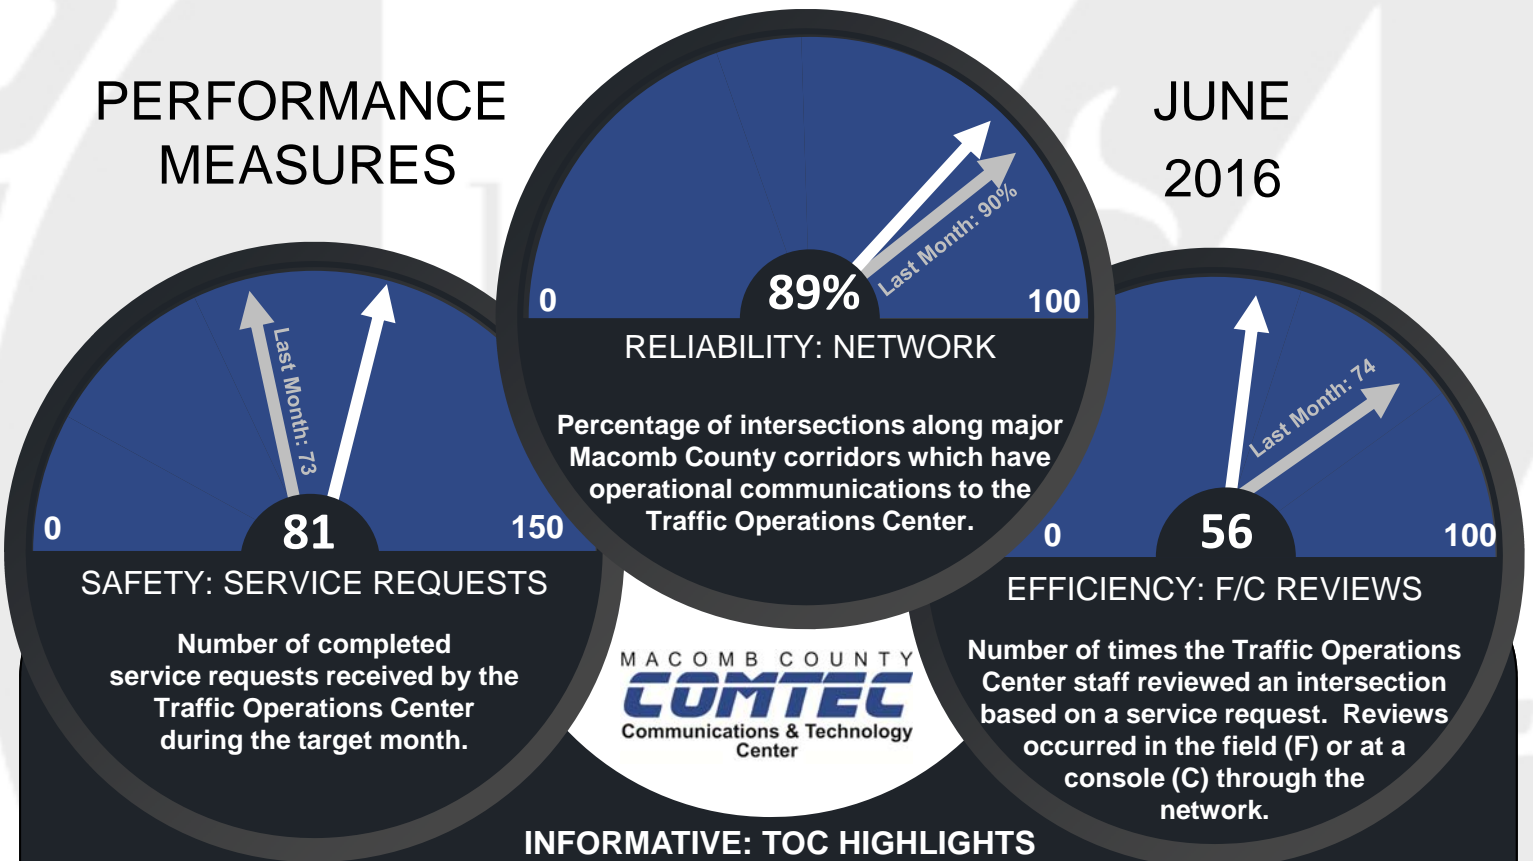 PERFORMANCE
MEASURES
JUNE
2016
Last Month: 90%
89%
0
100
RELIABILITY: NETWORK
Percentage of intersections along major
Macomb County corridors which have
operational communications to the
Traffic Operations Center.
Last Month: 73
81
0
150
SAFETY: SERVICE REQUESTS
Number of completed
service requests received by the
Traffic Operations Center
during the target month.
Last Month: 74
56
0
100
EFFICIENCY: F/C REVIEWS
Number of times the Traffic Operations
Center staff reviewed an intersection
based on a service request.  Reviews
occurred in the field (F) or at a
console (C) through the
network.
MACOMB COUNTY
COMTEC
Communications & Technology
Center
INFORMATIVE: TOC HIGHLIGHTS